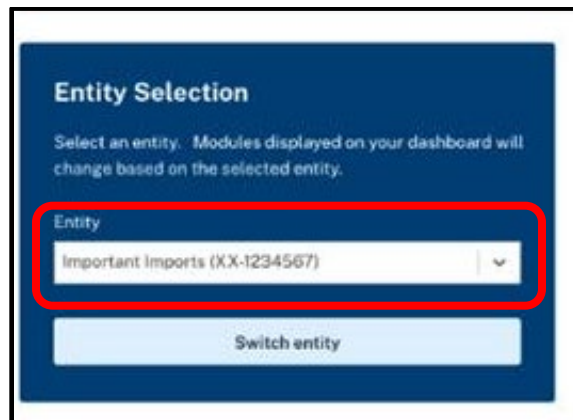 Entity Selection
Select an entity. Modules displayed on your dashboard will
change based on the selected entity.
Entity
Important Imports (XX-1234567)
Switch entity